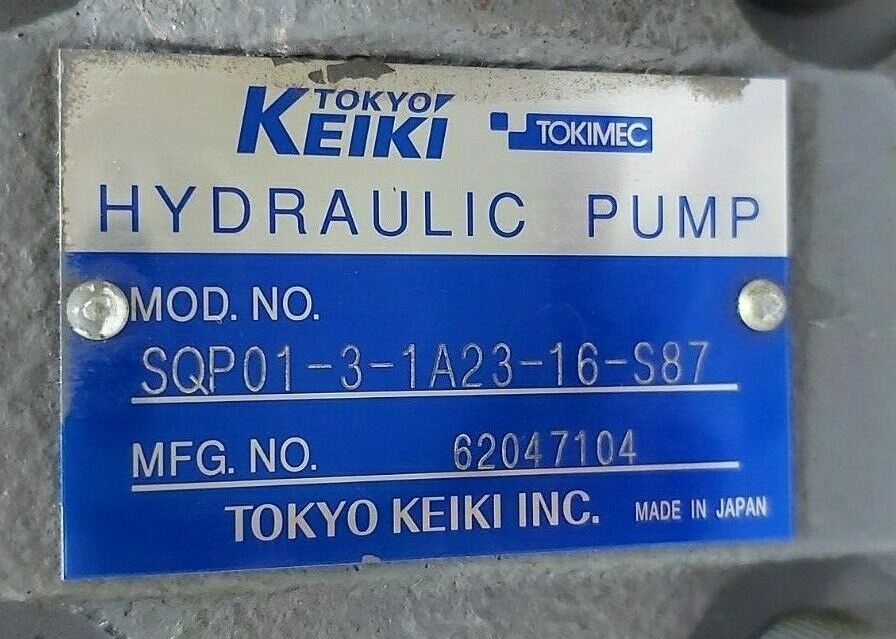 TOKYO
KEIKI TOKIMEC
HYDRAULIC PUMP
MOD. NO.
SQP01-3-1A23-16-S87
MFG. NO. 62047104
TOKYO KEIKI INC. MADE IN JAPAN